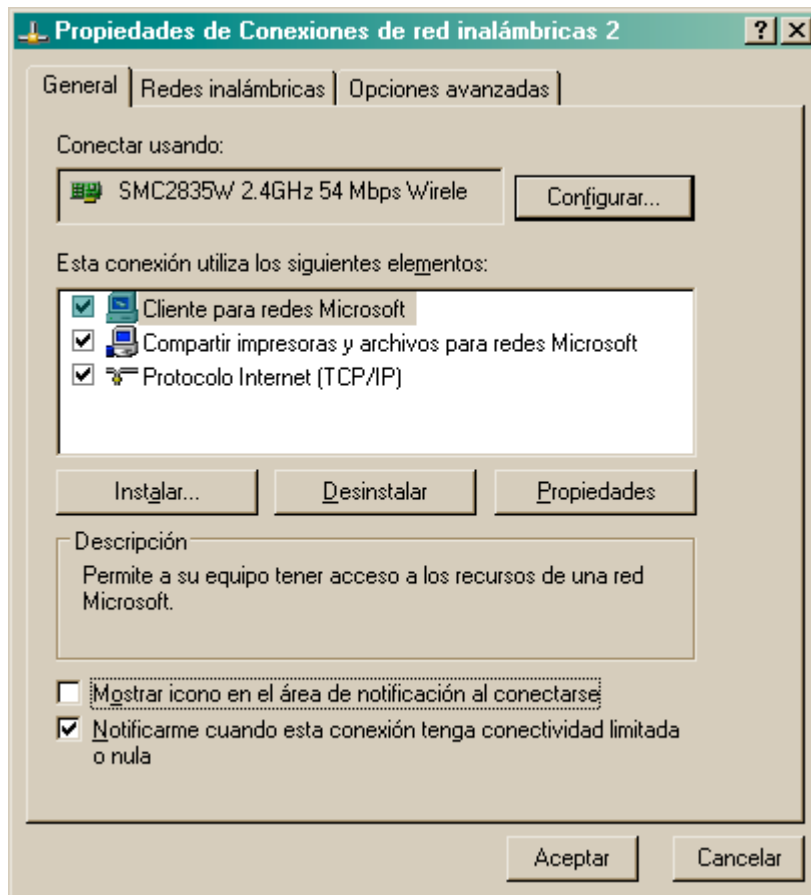 Propiedades de Conexiones de red inalámbricas 2
General
Redes inalámbricas
Opciones avanzadas
Conectar usando:
SMC2835W 2.4GHz 54 Mbps Wirele
Configurar...
Esta conexión utiliza los siguientes elementos:
Cliente para redes Microsoft
Compartir impresoras y archivos para redes Microsoft
Protocolo Internet (TCP/IP)
Instalar...
Desinstalar
Propiedades
Descripción
Permite a su equipo tener acceso a los recursos de una red
Microsoft.
Mostrar icono en el área de notificación al conectarse
Notificarme cuando esta conexión tenga conectividad limitada
o nula
Aceptar
Cancelar